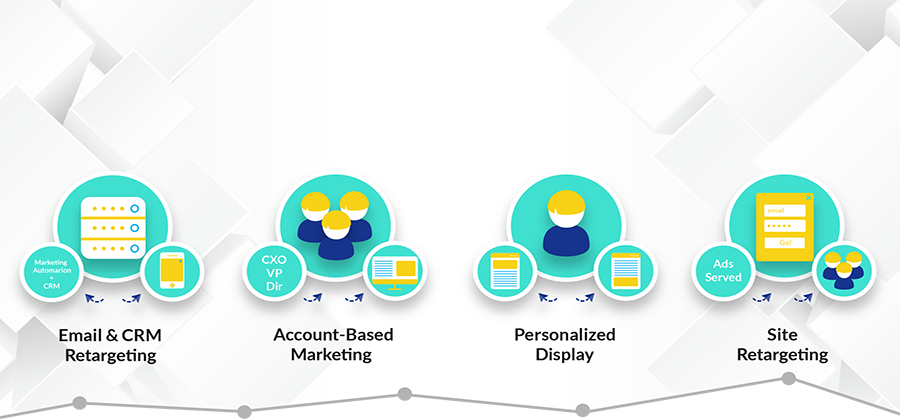 Marketing
Automarion
+
CRM
Email & CRM
Retargeting
CXO
VP
Dir
Account-Based
Marketing
Personalized
Display
email
Go!
Ads
Served
Site
Retargeting